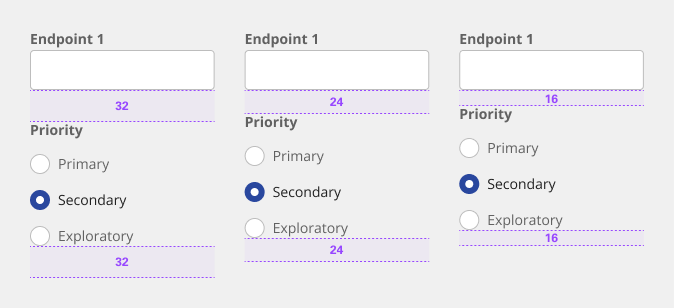 Endpoint 1
32
Priority
Primary
Secondary
Exploratory
32
Endpoint 1
24
Priority
Primary
Secondary
Exploratory
24
Endpoint 1
16
Priority
Primary
Secondary
Exploratory
16